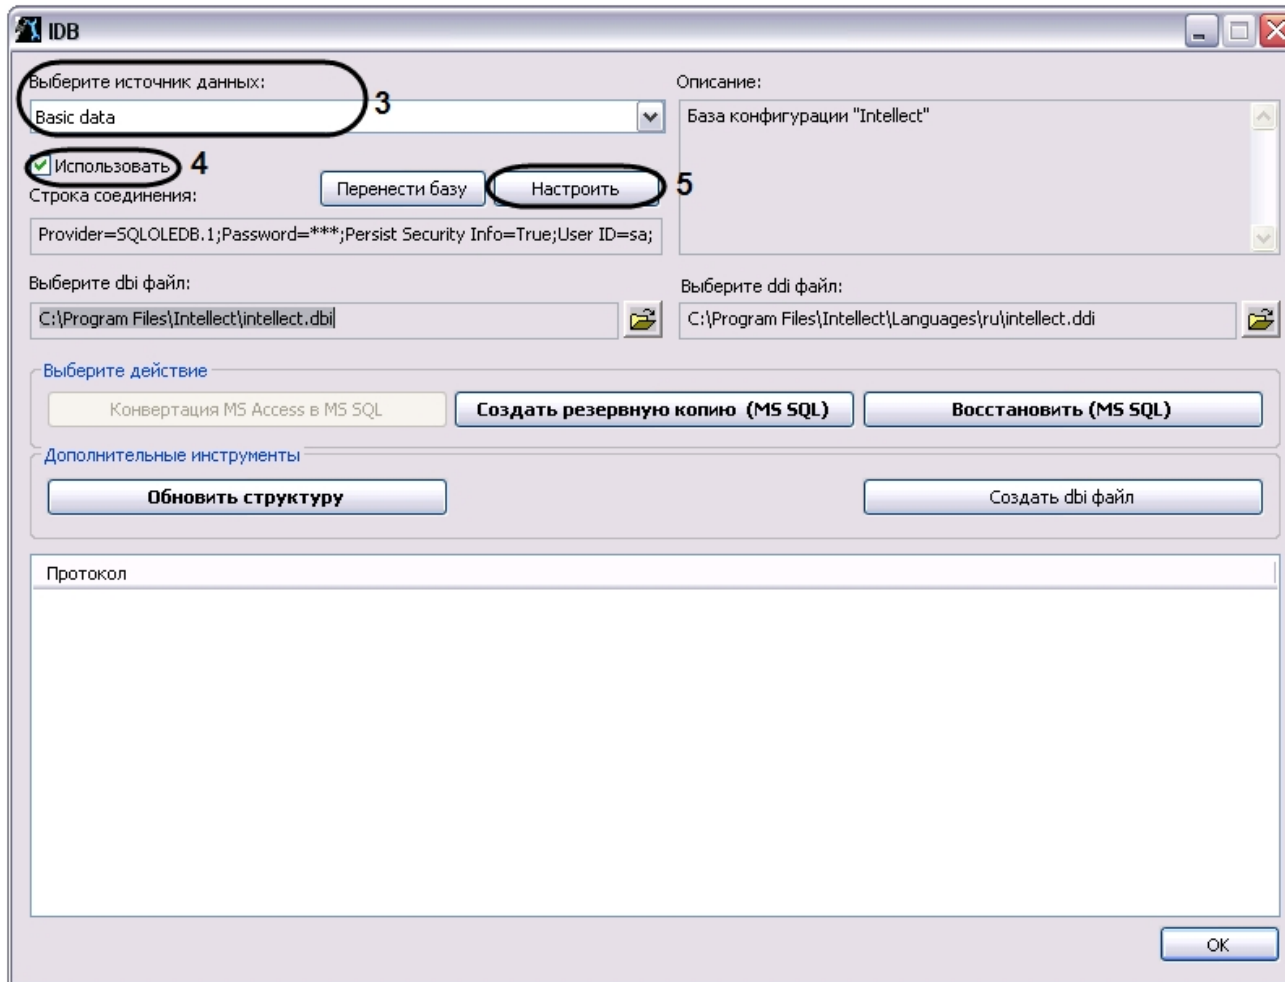 IDB
Выберите источник данных:
3
Basic data
Использовать
4
Перенести базу
Настроить
5
Строка соединения:
Provider=SQLOLEDB.1;Password=***;Persist Security Info=True;User ID=sa;
Описание:
База конфигурации "Intellect"
Выберите dbi файл:
C:\Program Files\Intellect\intellect.dbi
Выберите ddi файл:
C:\Program Files\Intellect\Languages\ru\intellect.ddi
Выберите действие
Конвертация MS Access в MS SQL
Создать резервную копию (MS SQL)
Восстановить (MS SQL)
Дополнительные инструменты
Обновить структуру
Создать dbi файл
Протокол
OK